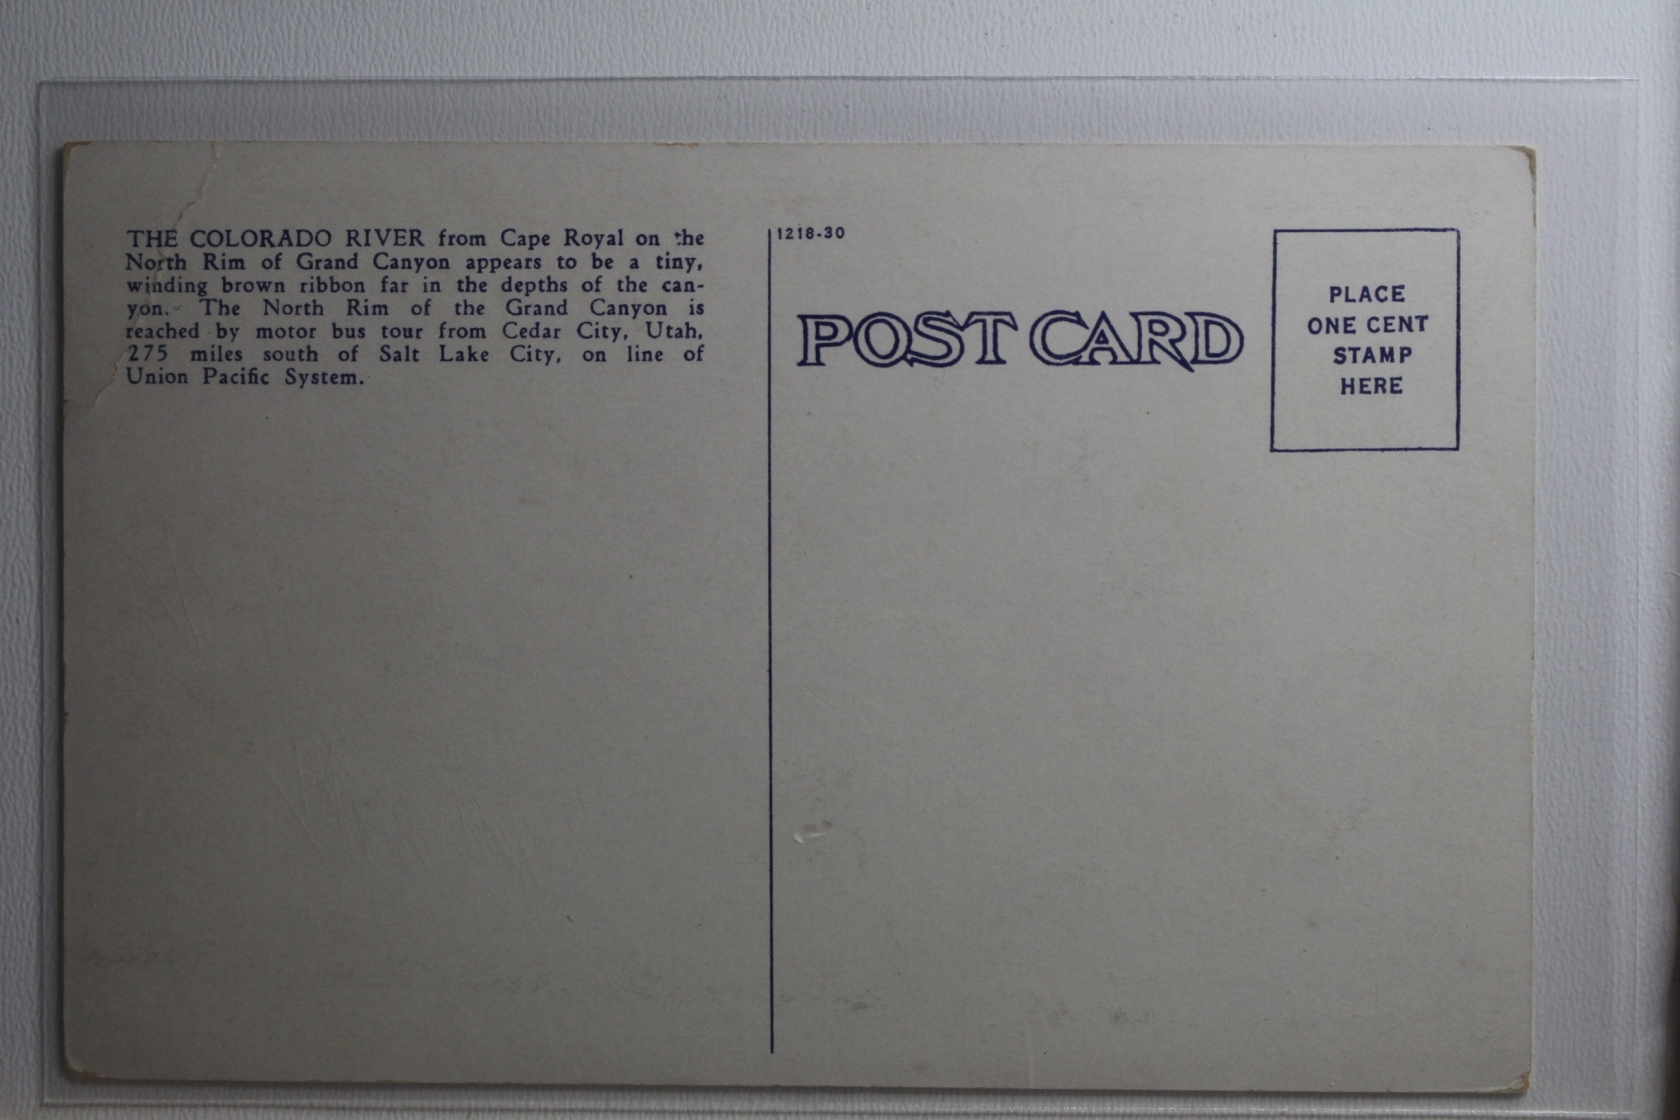 THE COLORADO RIVER from Cape Royal on the
North Rim of Grand Canyon appears to be a tiny,
winding brown ribbon far in the depths of the can-
yon. The North Rim of the Grand Canyon is
reached by motor bus tour from Cedar City, Utah,
275 miles south of Salt Lake City, on line of
Union Pacific System.
1218-30
POST CARD
PLACE
ONE CENT
STAMP
HERE